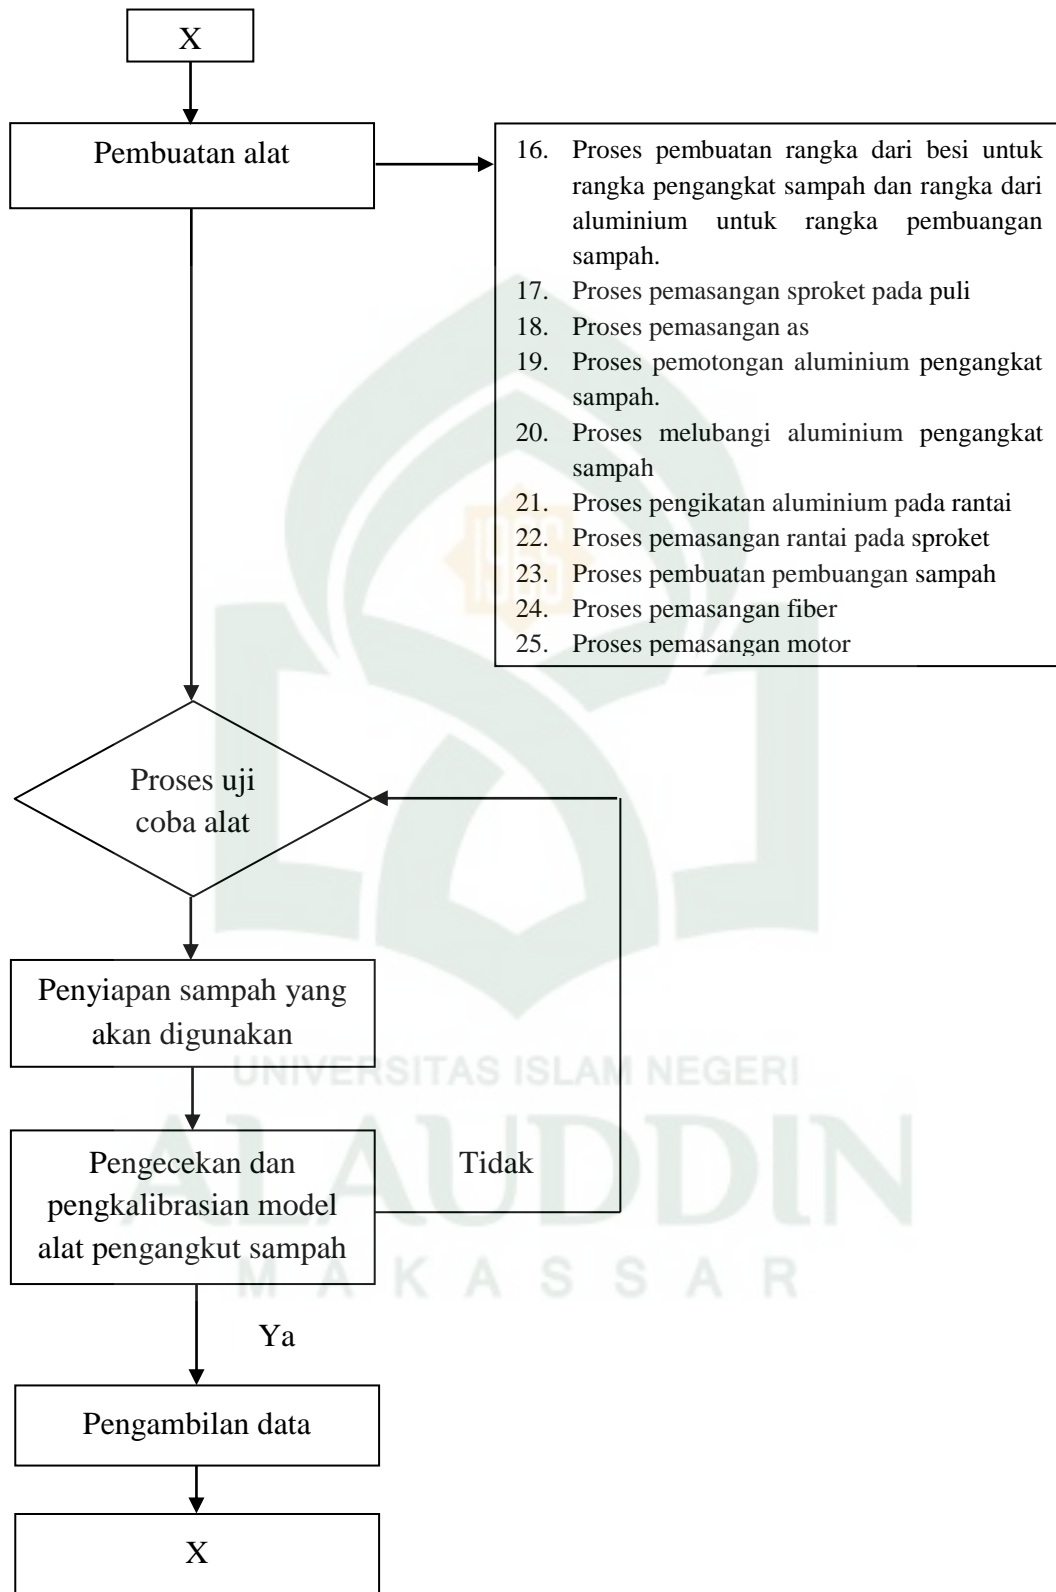 X
Pembuatan alat
16. Proses pembuatan rangka dari besi untuk
rangka pengangkat sampah dan rangka dari
aluminium untuk rangka pembuangan
sampah.
17. Proses pemasangan sproket pada puli
18. Proses pemasangan as
19. Proses pemotongan aluminium pengangkat
sampah.
20. Proses melubangi aluminium pengangkat
sampah
21. Proses pengikatan aluminium pada rantai
22. Proses pemasangan rantai pada sproket
23. Proses pembuatan pembuangan sampah
24. Proses pemasangan fiber
25. Proses pemasangan motor
1965
Proses uji
coba alat
Penyiapan sampah yang
akan digunakan
UNIVERSITAS ISLAM NEGERI
ALAUDDIN
MAKASSAR
Pengecekan dan
pengkalibrasian model
alat pengangkut sampah
Tidak
Ya
Pengambilan data
X